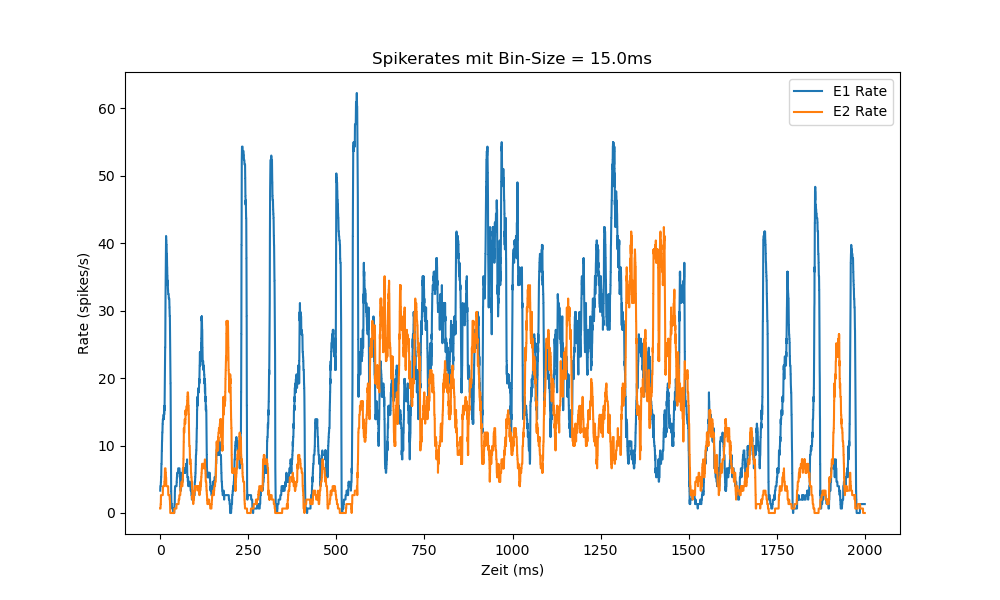 Spikerates mit Bin-Size = 15.0ms
E1 Rate
E2 Rate
60
50
40
30
20
10
0
Rate (spikes/s)
0 250 500 750 1000 1250 1500 1750 2000
Zeit (ms)